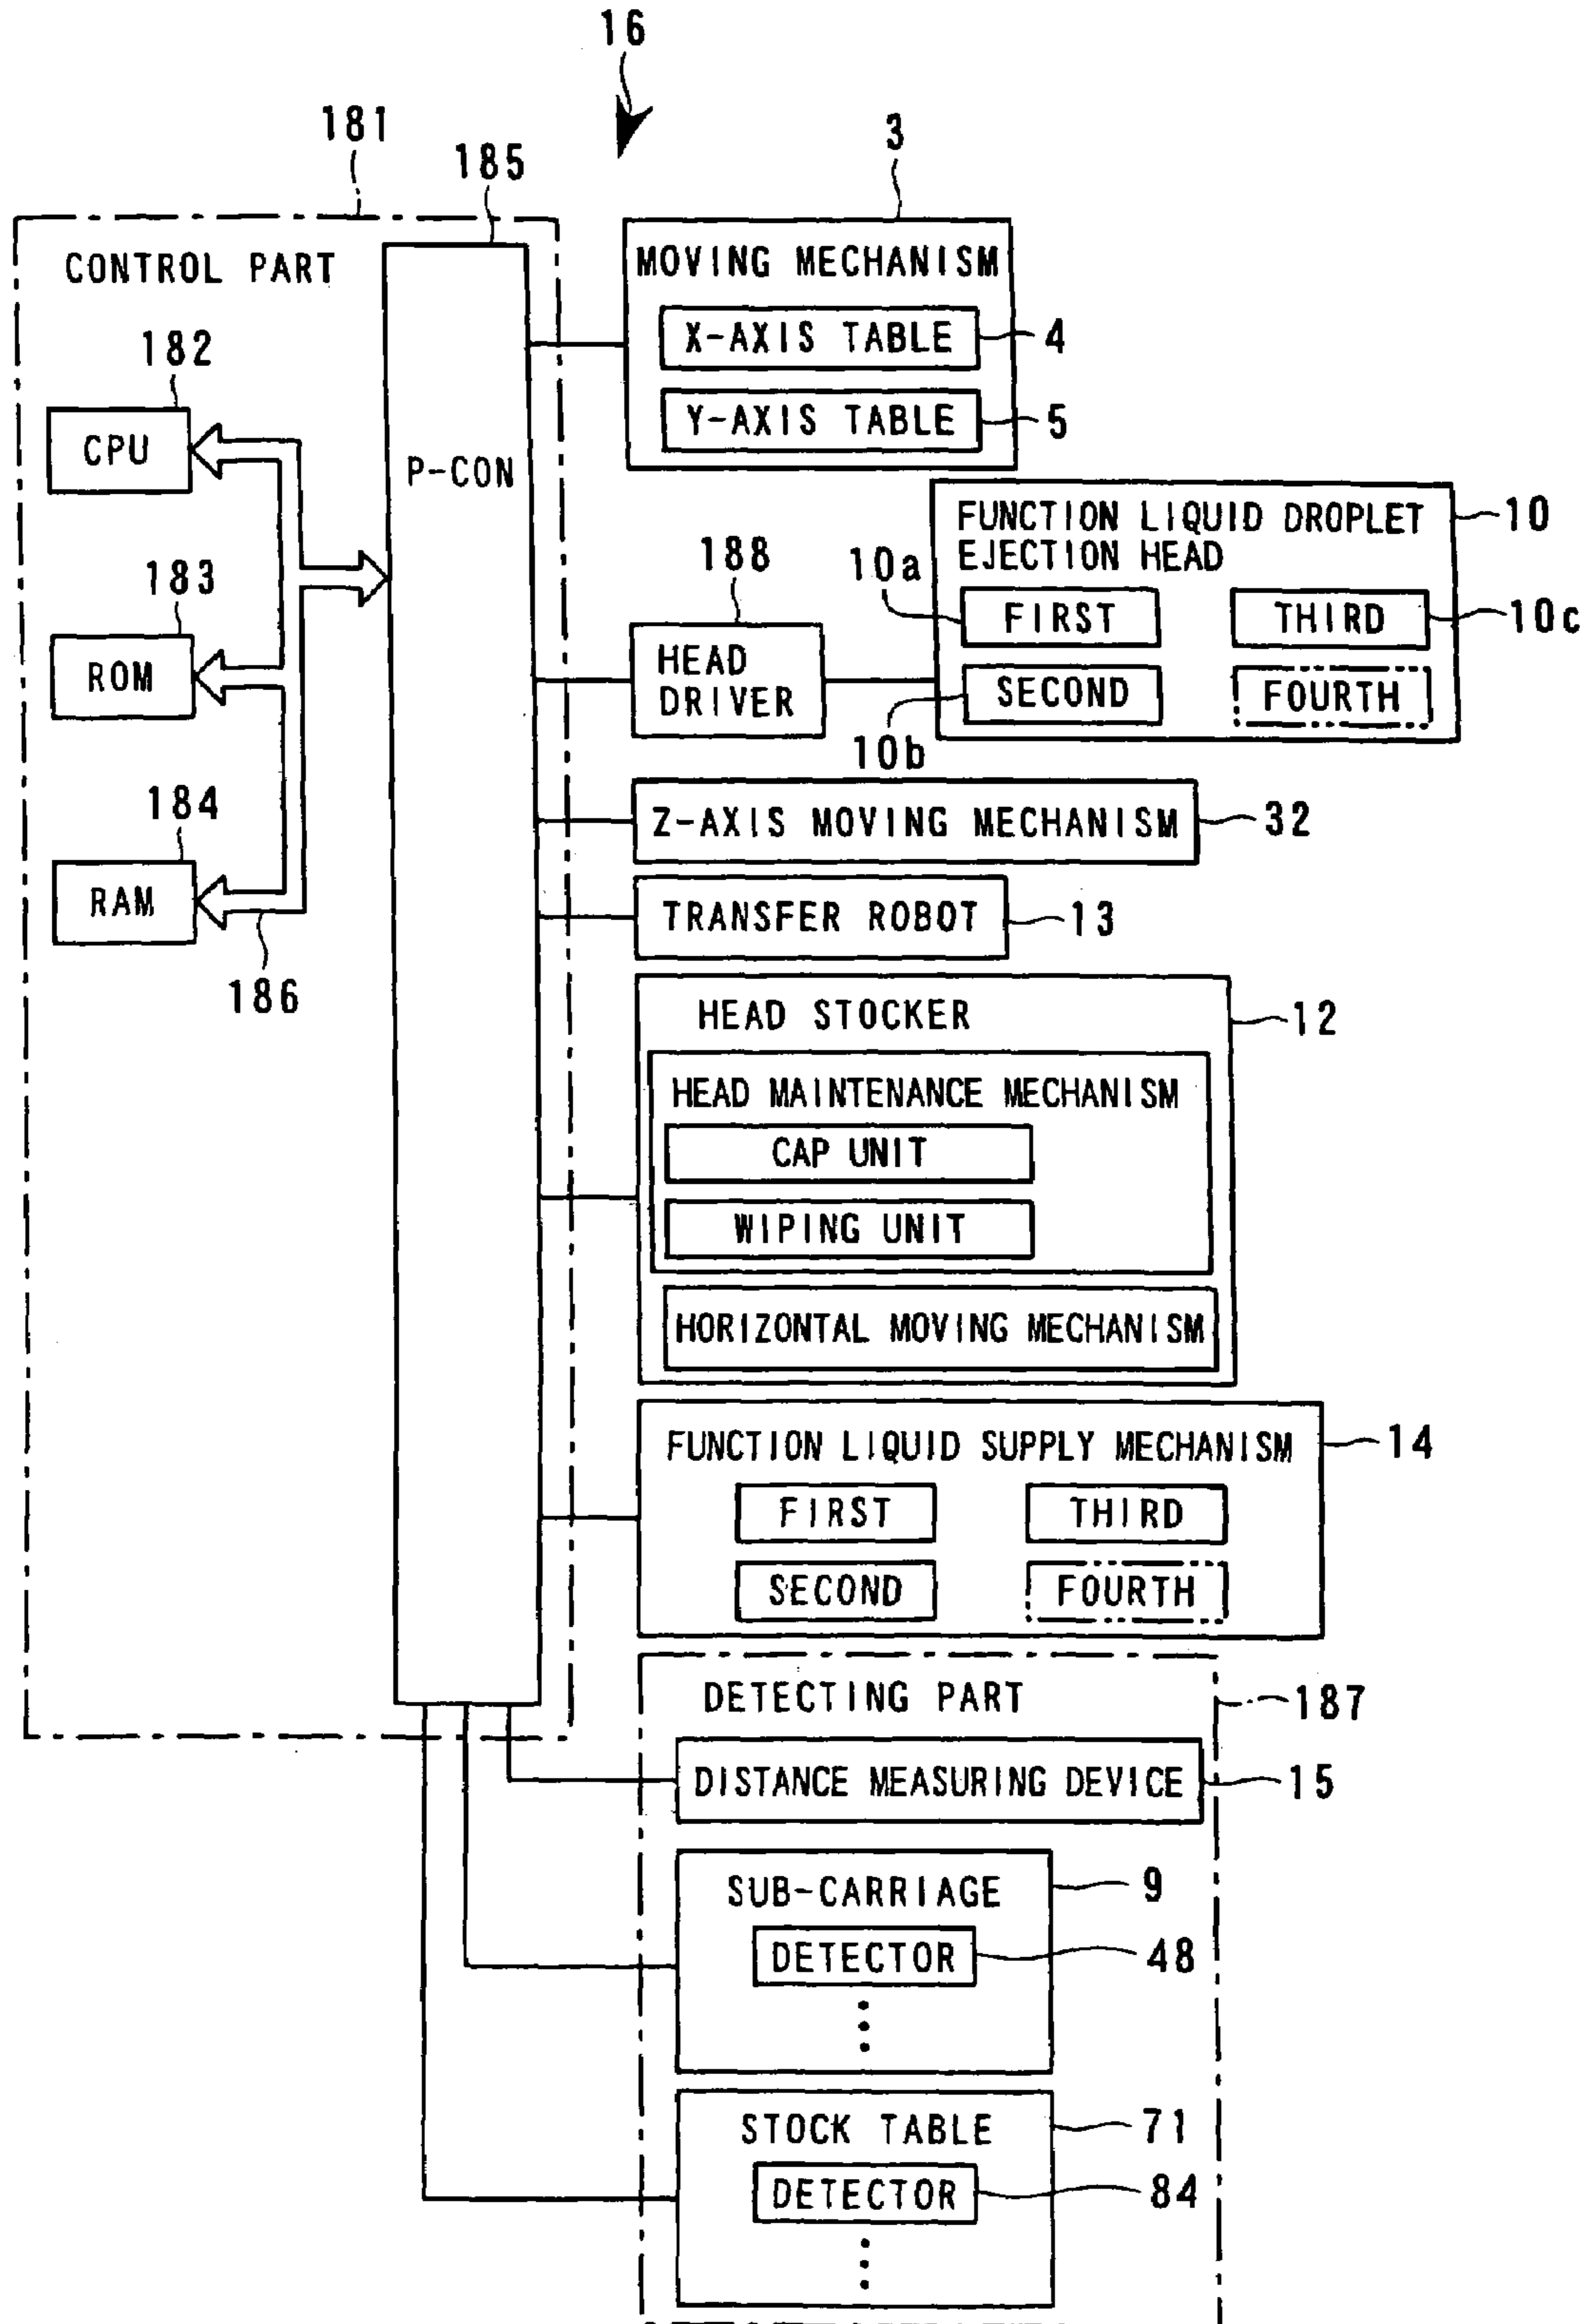 16
181
185
3
CONTROL PART
MOVING MECHANISM
X-AXIS TABLE
4
Y-AXIS TABLE
5
182
CPU
P-CON
183
ROM
184
RAM
186
188
HEAD
DRIVER
FUNCTION LIQUID DROPLET
EJECTION HEAD
10
10a
FIRST
THIRD
10c
SECOND
FOURTH
10b
Z-AXIS MOVING MECHANISM
32
TRANSFER ROBOT
13
HEAD STOCKER
12
HEAD MAINTENANCE MECHANISM
CAP UNIT
WIPING UNIT
HORIZONTAL MOVING MECHANISM
FUNCTION LIQUID SUPPLY MECHANISM
14
FIRST
THIRD
SECOND
FOURTH
DETECTING PART
187
DISTANCE MEASURING DEVICE
15
SUB-CARRIAGE
9
DETECTOR
48
STOCK TABLE
71
DETECTOR
84